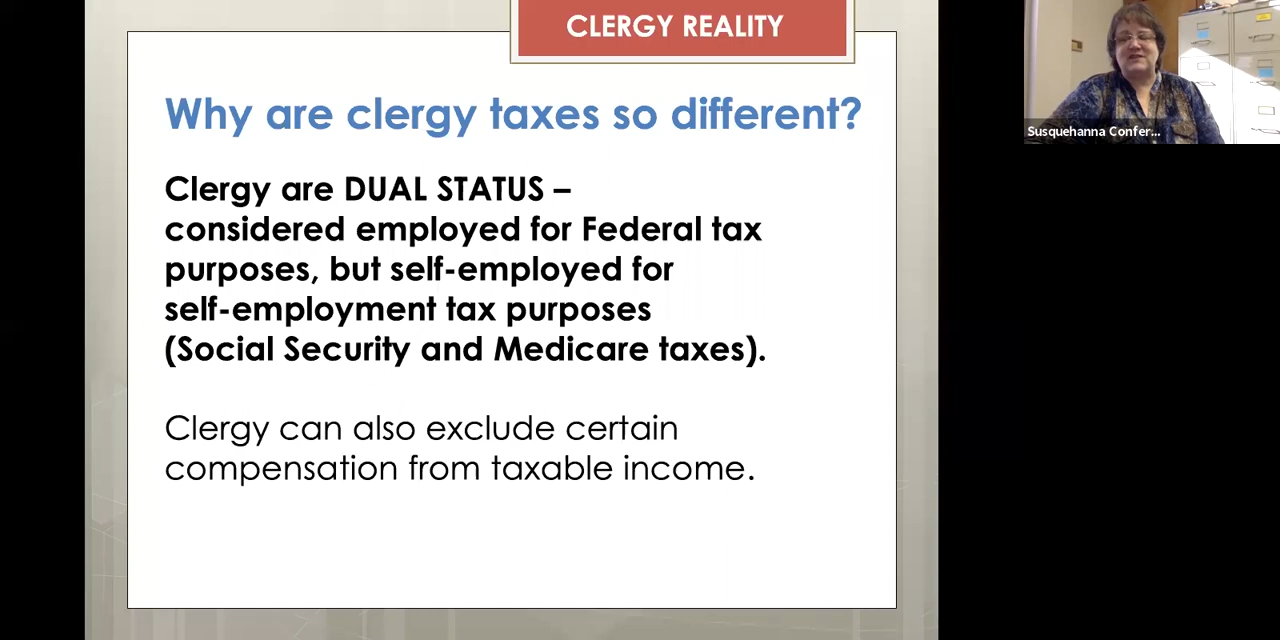 CLERGY REALITY
Why are clergy taxes so different?
Clergy are DUAL STATUS –
considered employed for Federal tax
purposes, but self-employed for
self-employment tax purposes
(Social Security and Medicare taxes).
Clergy can also exclude certain
compensation from taxable income.
Susquehanna Confer...